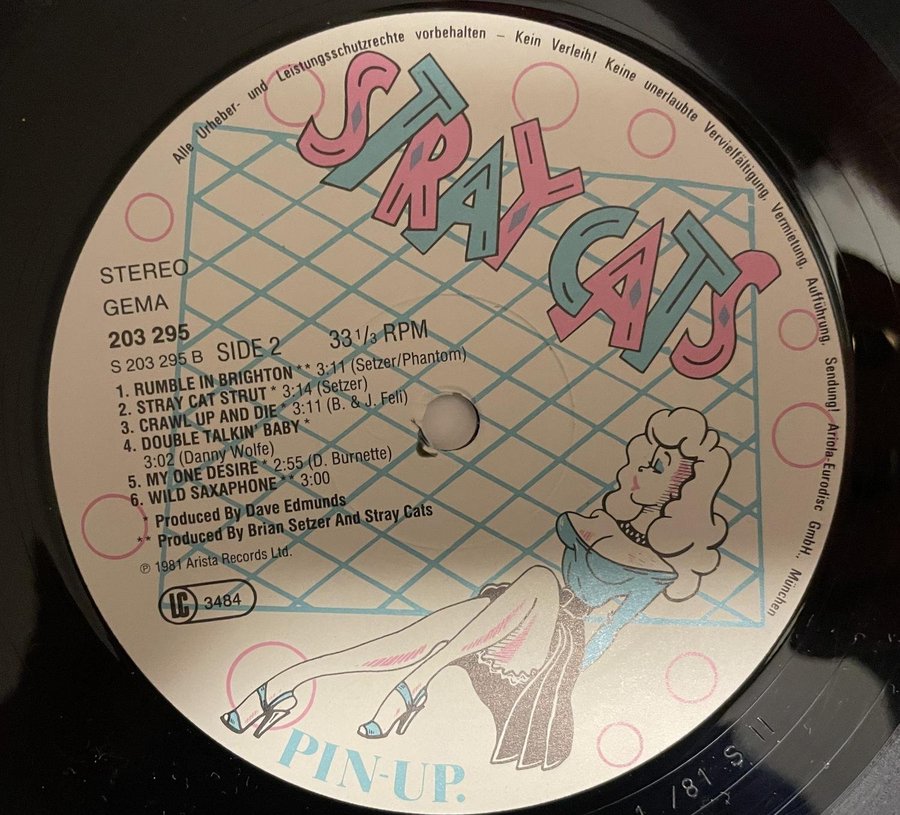 Alle Urheber- und Leistungsschutzrechte vorbehalten – Kein Verleih! Keine unerlaubte Vervielfältigung, Vermietung, Aufführung, Sendung! Ariola-Eurodisc GmbH., München
STRAY CATS
STEREO
GEMA
203 295
S 203 295 B SIDE 2 33 1/3 RPM
1. RUMBLE IN BRIGHTON ** 3:11 (Setzer/Phantom)
2. STRAY CAT STRUT * 3:14 (Setzer)
3. CRAWL UP AND DIE * 3:11 (B. & J. Feli)
4. DOUBLE TALKIN' BABY *
3:02 (Danny Wolfe)
5. MY ONE DESIRE * 2:55 (D. Burnette)
6. WILD SAXAPHONE ** 3:00
* Produced By Dave Edmunds
** Produced By Brian Setzer And Stray Cats
℗ 1981 Arista Records Ltd.
LC 3484
PIN-UP.
/81 S II